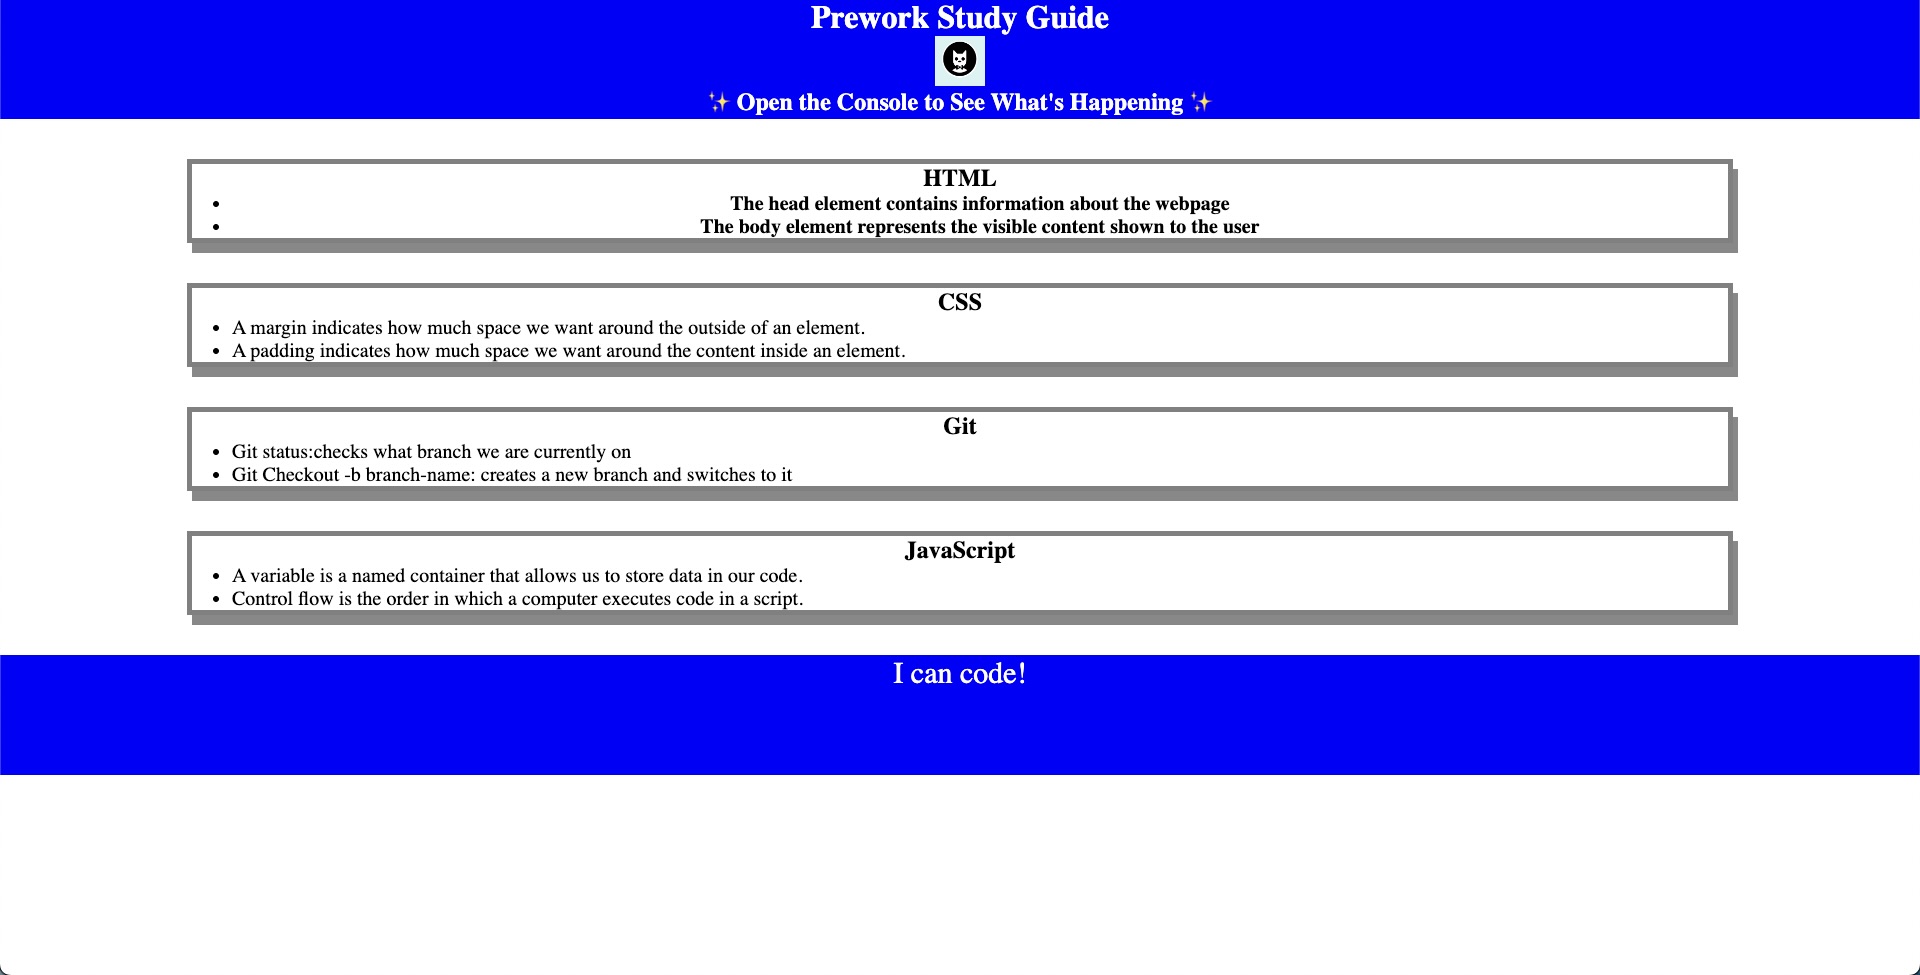 Prework Study Guide
✨ Open the Console to See What's Happening ✨
HTML
• The head element contains information about the webpage
• The body element represents the visible content shown to the user
CSS
• A margin indicates how much space we want around the outside of an element.
• A padding indicates how much space we want around the content inside an element.
Git
• Git status:checks what branch we are currently on
• Git Checkout -b branch-name: creates a new branch and switches to it
JavaScript
• A variable is a named container that allows us to store data in our code.
• Control flow is the order in which a computer executes code in a script.
I can code!